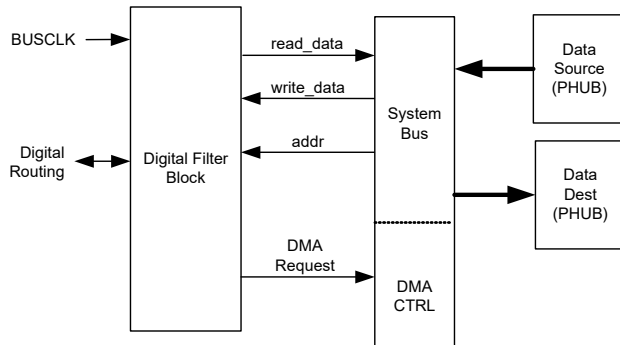 BUSCLK
Digital
Routing
Digital Filter
Block
read_data
write_data
addr
DMA
Request
System
Bus
DMA
CTRL
Data
Source
(PHUB)
Data
Dest
(PHUB)